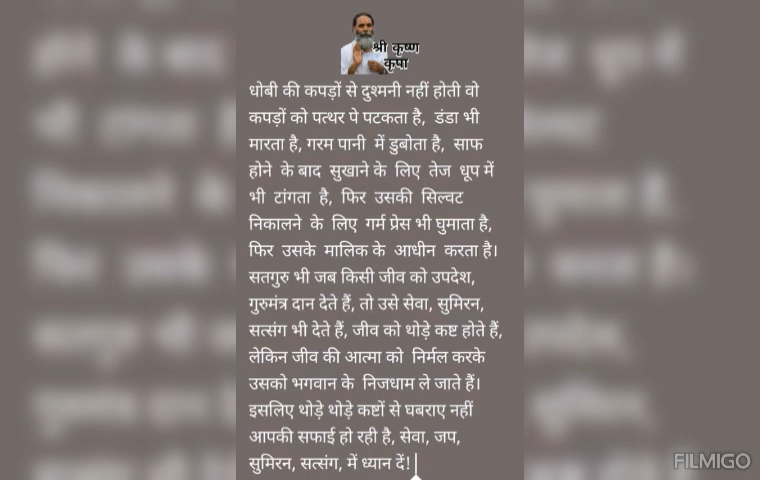 श्री कृष्ण
कृपा
धोबी की कपड़ों से दुश्मनी नहीं होती वो
कपड़ों को पत्थर पे पटकता है, डंडा भी
मारता है, गरम पानी में डुबोता है, साफ
होने के बाद सुखाने के लिए तेज धूप में
भी टांगता है, फिर उसकी सिल्वट
निकालने के लिए गर्म प्रेस भी घुमाता है,
फिर उसके मालिक के आधीन करता है।
सतगुरु भी जब किसी जीव को उपदेश,
गुरुमंत्र दान देते हैं, तो उसे सेवा, सुमिरन,
सत्संग भी देते हैं, जीव को थोड़े कष्ट होते हैं,
लेकिन जीव की आत्मा को निर्मल करके
उसको भगवान के निजधाम ले जाते हैं।
इसलिए थोड़े थोड़े कष्टों से घबराए नहीं
आपकी सफाई हो रही है, सेवा, जप,
सुमिरन, सत्संग, में ध्यान दें!
FILMIGO